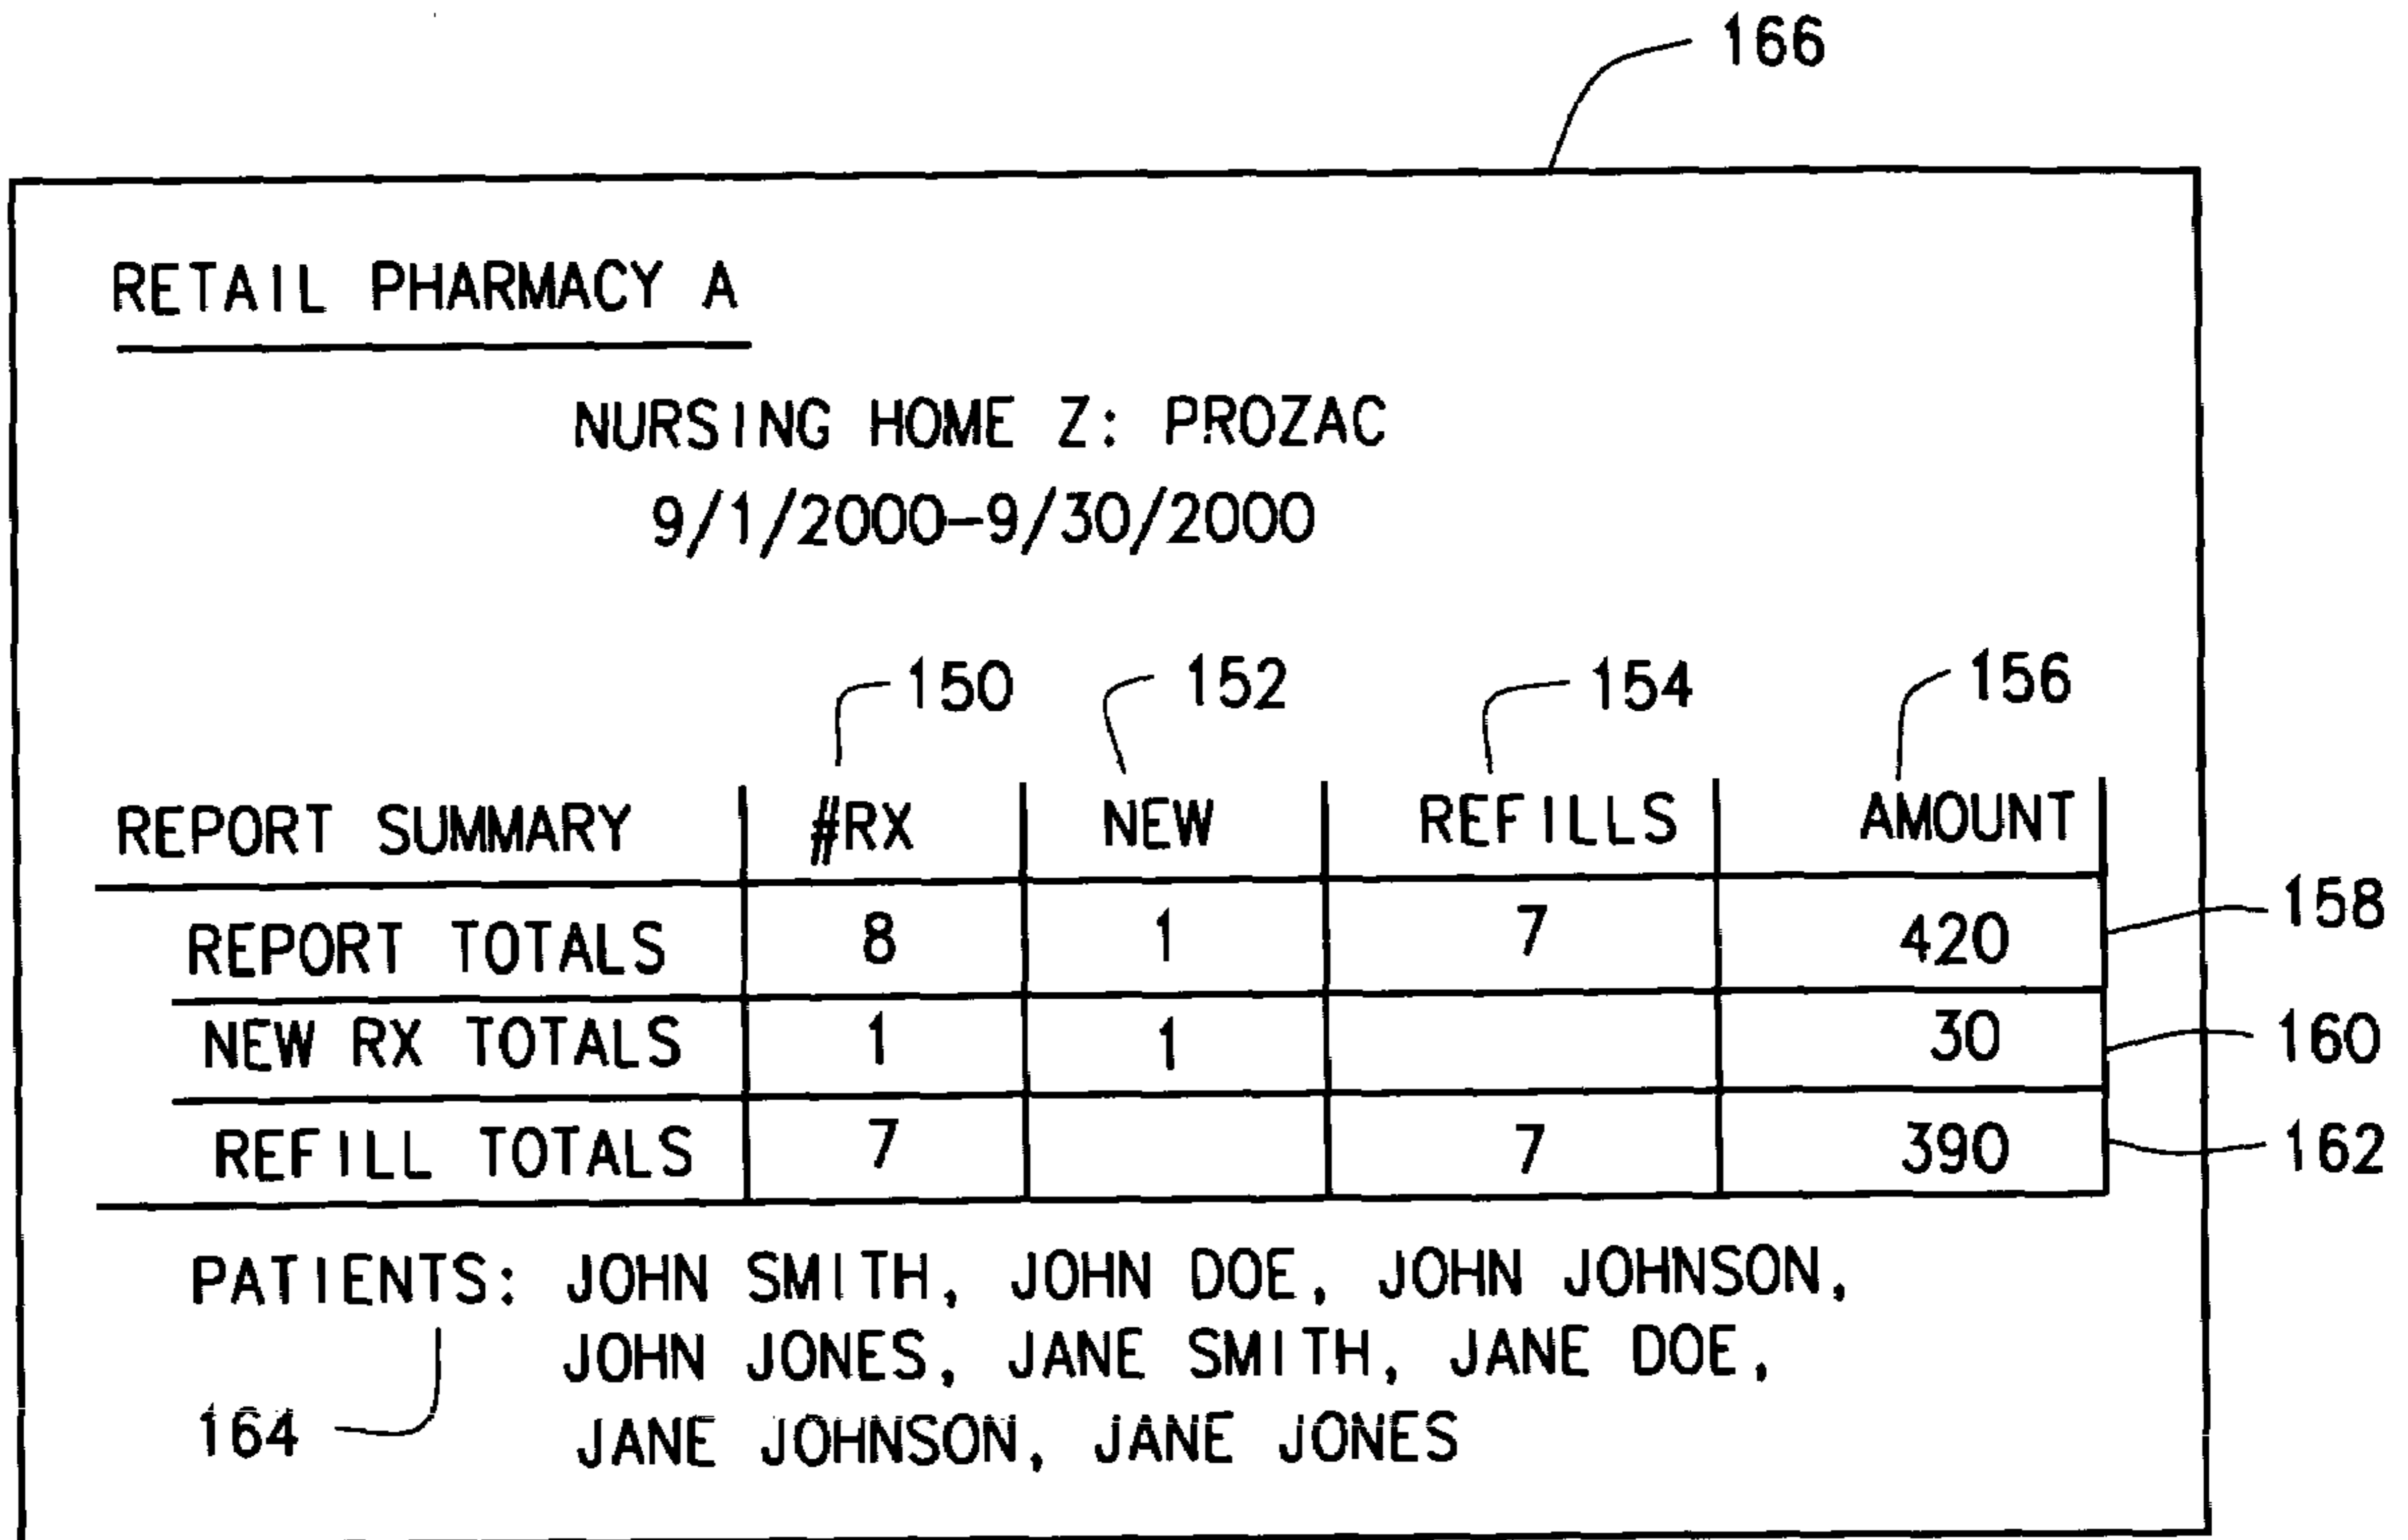 166
RETAIL PHARMACY A
NURSING HOME Z: PROZAC
9/1/2000-9/30/2000
150 152 154 156
REPORT SUMMARY #RX NEW REFILLS AMOUNT
REPORT TOTALS 8 1 7 420 158
NEW RX TOTALS 1 1 30 160
REFILL TOTALS 7 7 390 162
PATIENTS: JOHN SMITH, JOHN DOE, JOHN JOHNSON,
JOHN JONES, JANE SMITH, JANE DOE,
164 JANE JOHNSON, JANE JONES